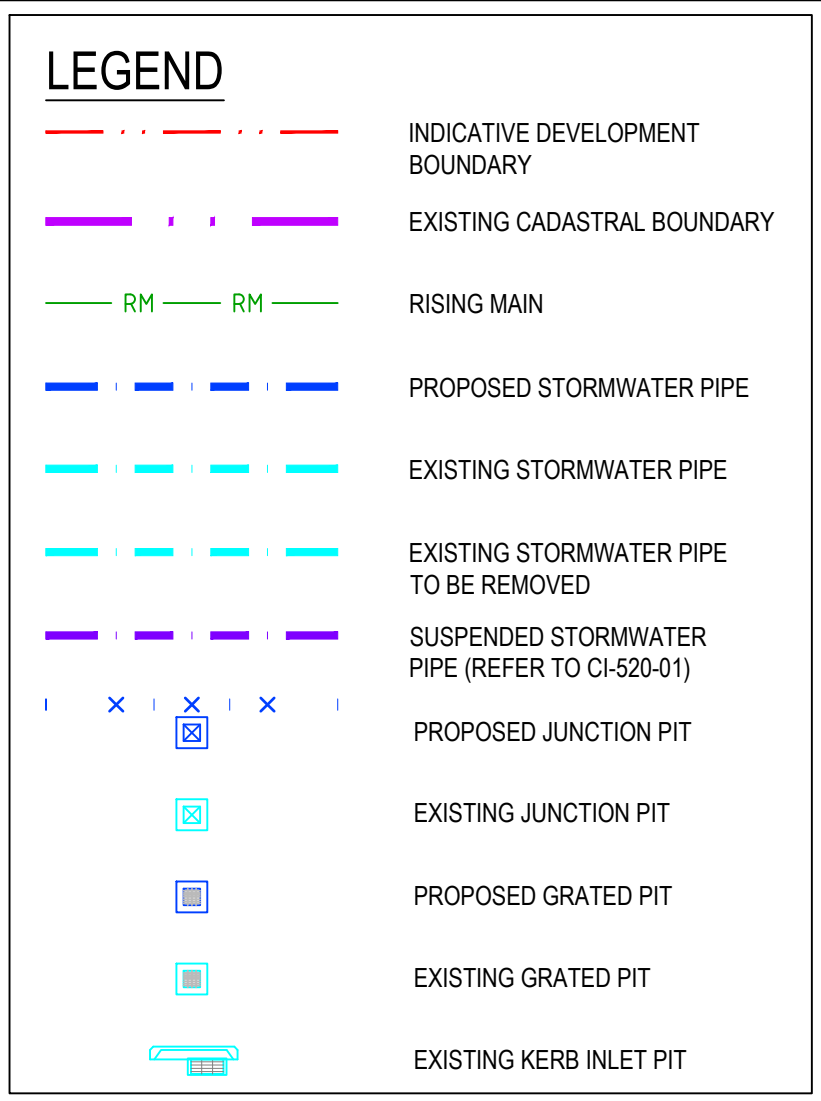 LEGEND
INDICATIVE DEVELOPMENT
BOUNDARY
EXISTING CADASTRAL BOUNDARY
RM RM
RISING MAIN
PROPOSED STORMWATER PIPE
EXISTING STORMWATER PIPE
EXISTING STORMWATER PIPE
TO BE REMOVED
SUSPENDED STORMWATER
PIPE (REFER TO CI-520-01)
PROPOSED JUNCTION PIT
EXISTING JUNCTION PIT
PROPOSED GRATED PIT
EXISTING GRATED PIT
EXISTING KERB INLET PIT